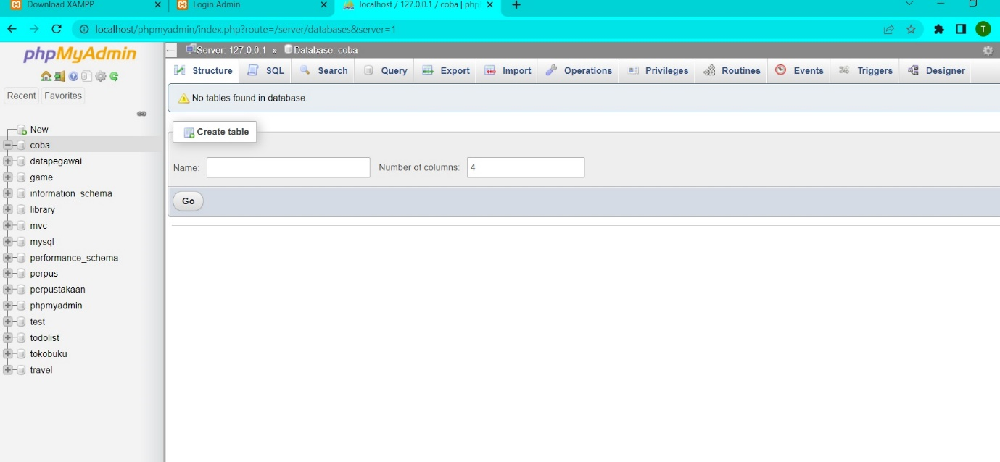 Download XAMPP
Login Admin
localhost / 127.0.0.1 / coba | php
localhost/phpmyadmin/index.php?route=/server/databases&server=1
T
phpMyAdmin
Recent
Favorites
New
coba
datapegawai
game
information_schema
library
mvc
mysql
performance_schema
perpus
perpustakaan
phpmyadmin
test
todolist
tokobuku
travel
Server: 127.0.0.1 » Database: coba
Structure SQL Search Query Export Import Operations Privileges Routines Events Triggers Designer
No tables found in database.
Create table
Name: Number of columns: 4
Go